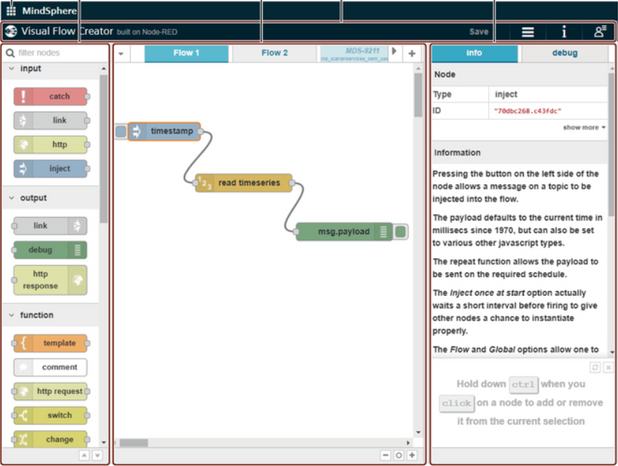 MindSphere
Visual Flow Creator built on Node-RED
Save
filter nodes
input
catch
link
http
inject
output
link
debug
http
response
function
template
comment
http request
switch
change
Flow 1
Flow 2
MDS-8211
timestamp
1 2 3
read timeseries
msg.payload
info
debug
Node
Type inject
ID "70dbc268.c43fdc"
show more
Information
Pressing the button on the left side of the
node allows a message on a topic to be
injected into the flow.
The payload defaults to the current time in
millisecs since 1970, but can also be set
to various other javascript types.
The repeat function allows the payload to
be sent on the required schedule.
The Inject once at start option actually
waits a short interval before firing to give
other nodes a chance to instantiate
properly.
The Flow and Global options allow one to
Hold down ctrl when you
click on a node to add or remove
it from the current selection